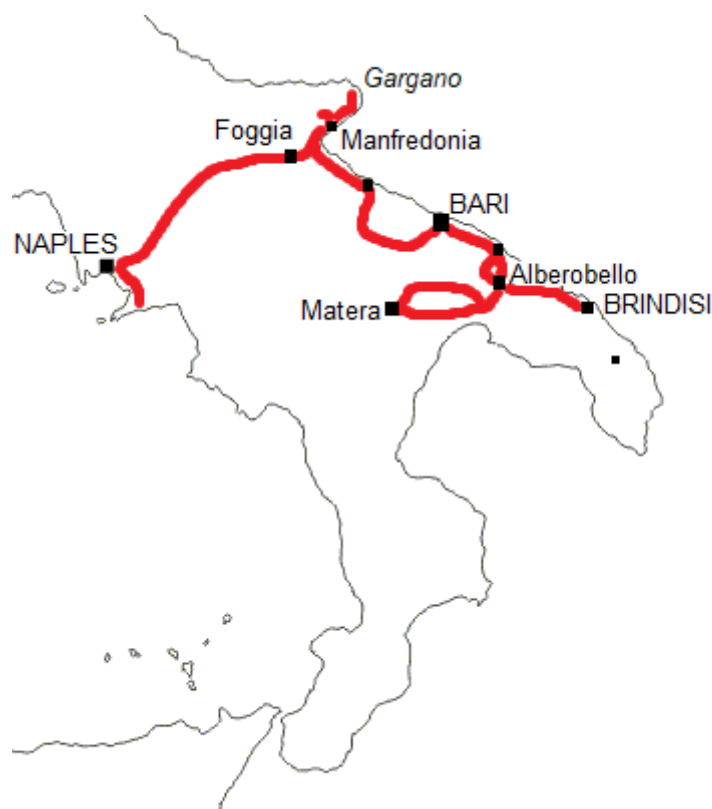 Gargano
Foggia
Manfredonia
BARI
NAPLES
Alberobello
Matera
BRINDISI